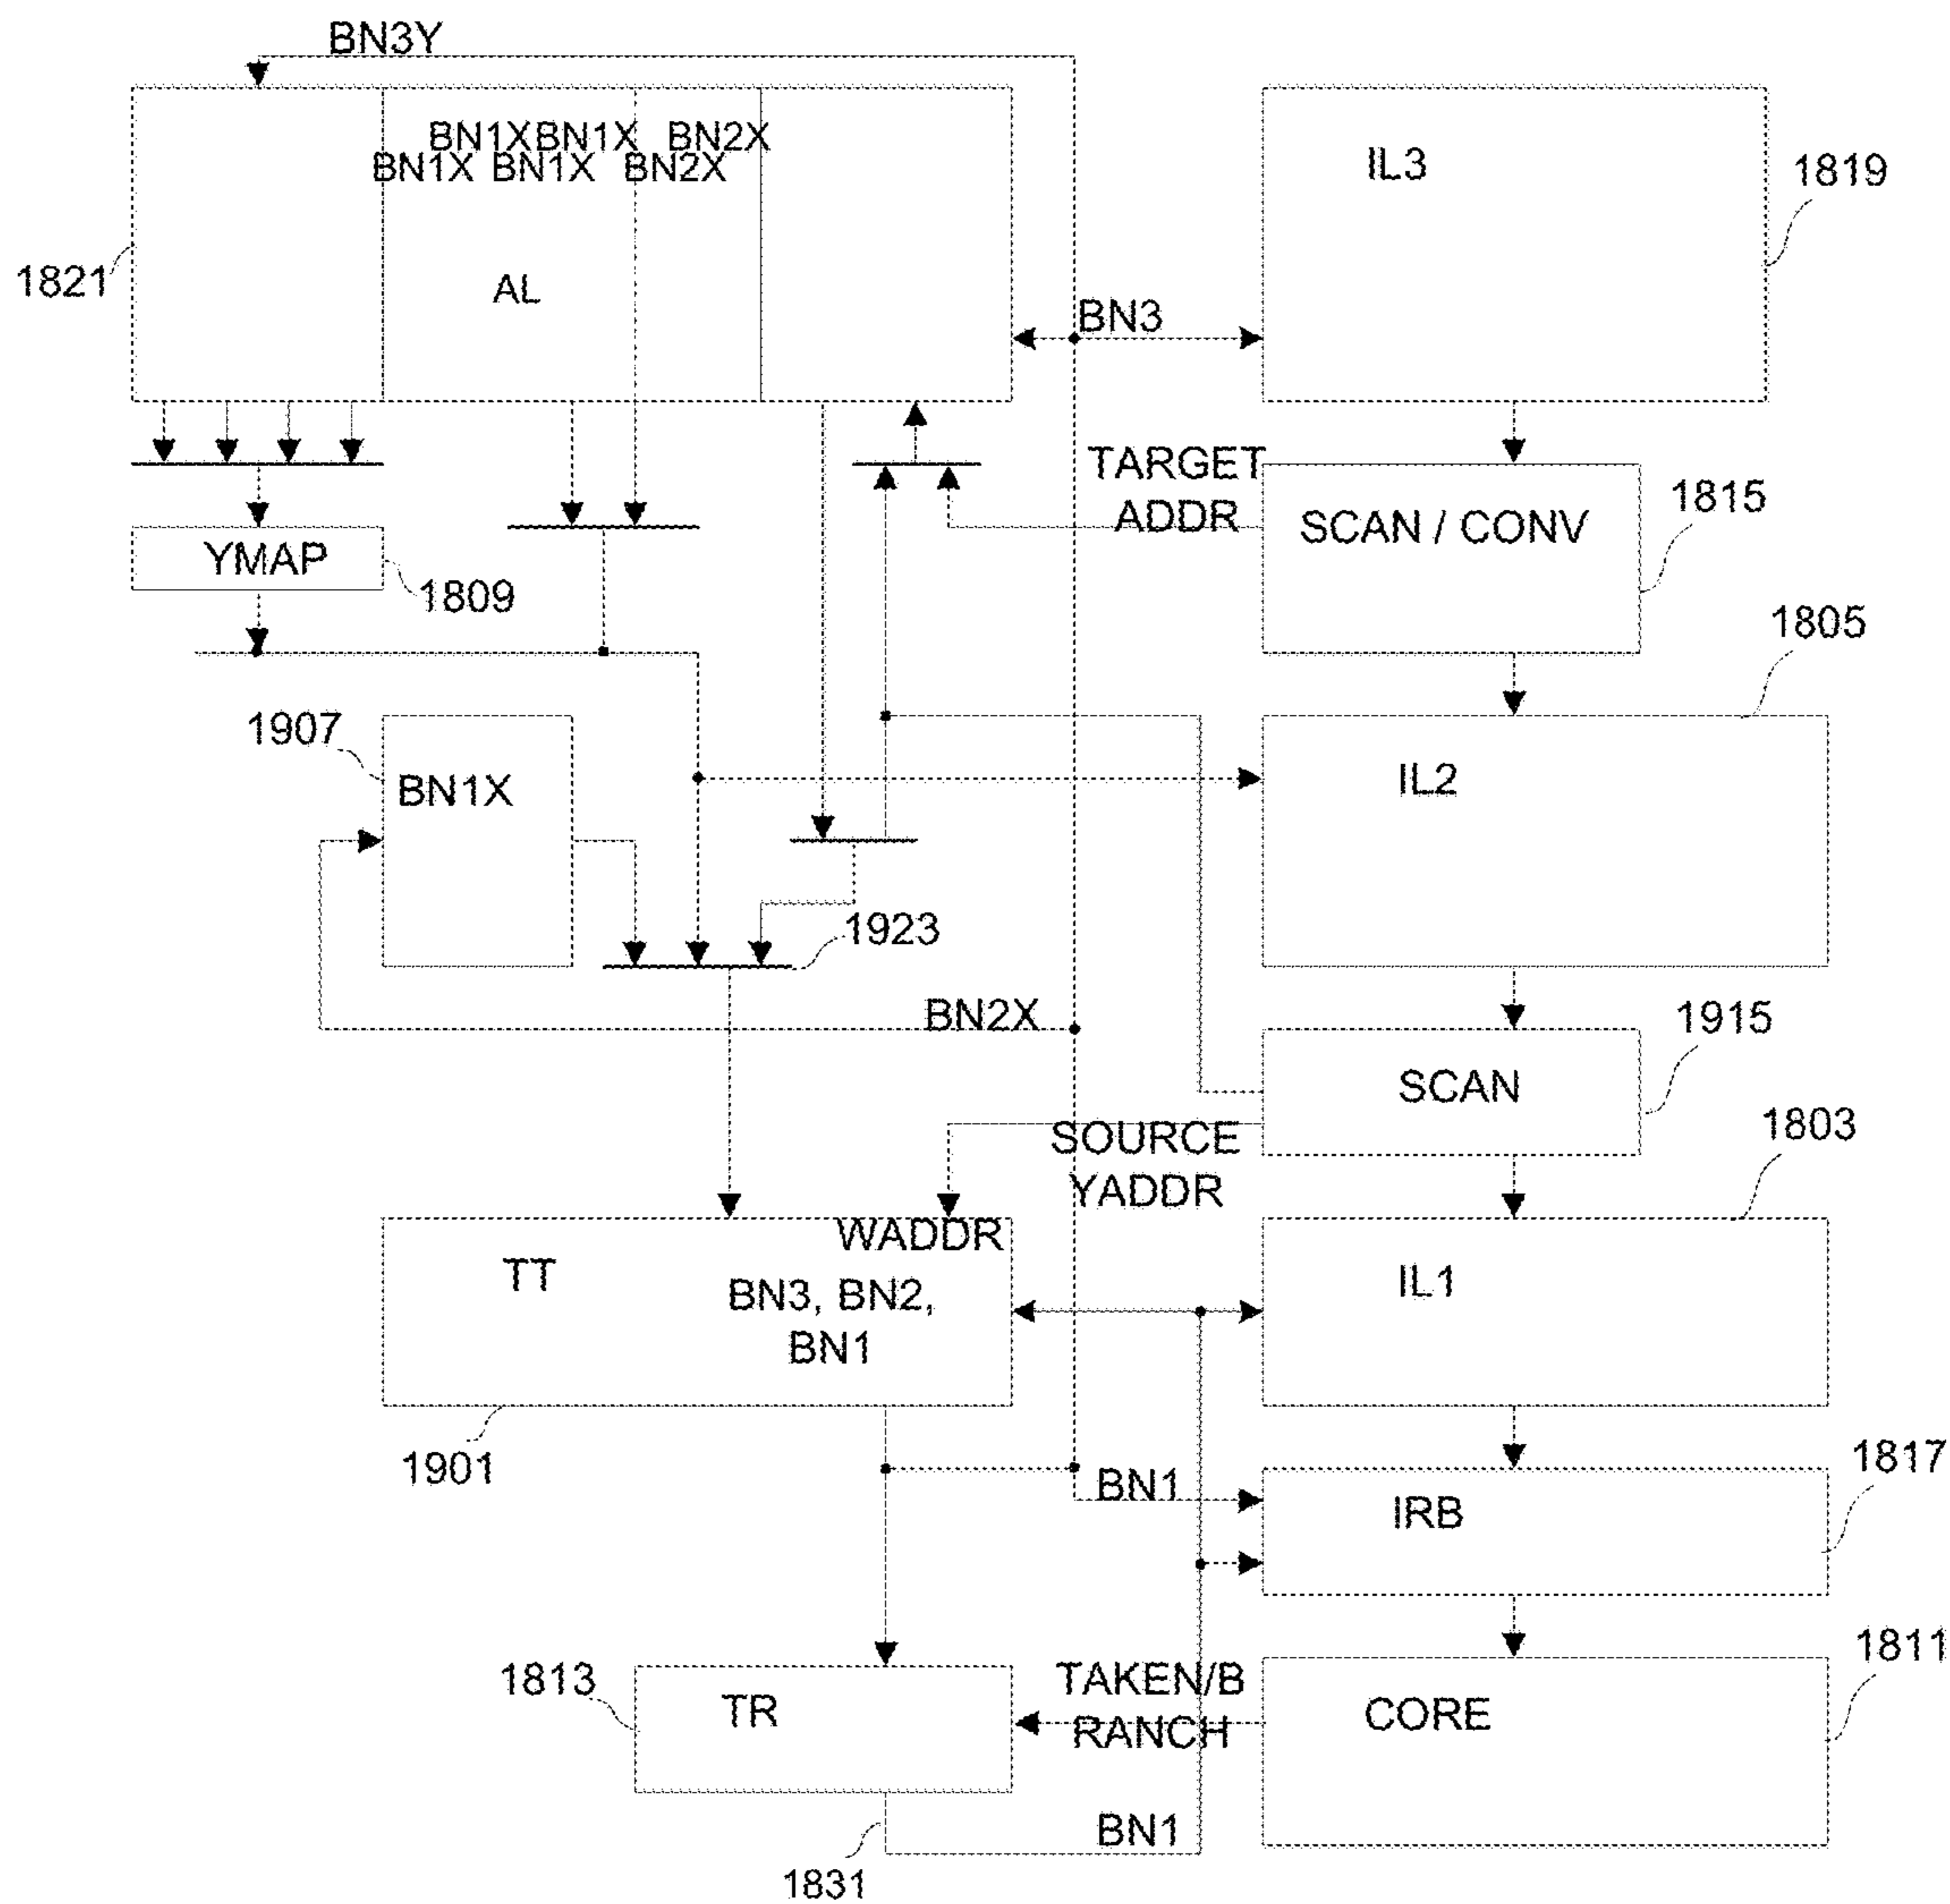 BN3Y
BN1X BN1X BN2X
BN1X BN1X BN2X
IL3
1819
1821
AL
BN3
TARGET
ADDR
1815
SCAN / CONV
YMAP
1809
1805
1907
BN1X
IL2
1923
BN2X
1915
SCAN
SOURCE
YADDR
1803
WADDR
TT
BN3, BN2,
BN1
IL1
1901
1817
BN1
IRB
1813
TR
TAKEN/B
RANCH
1811
CORE
BN1
1831